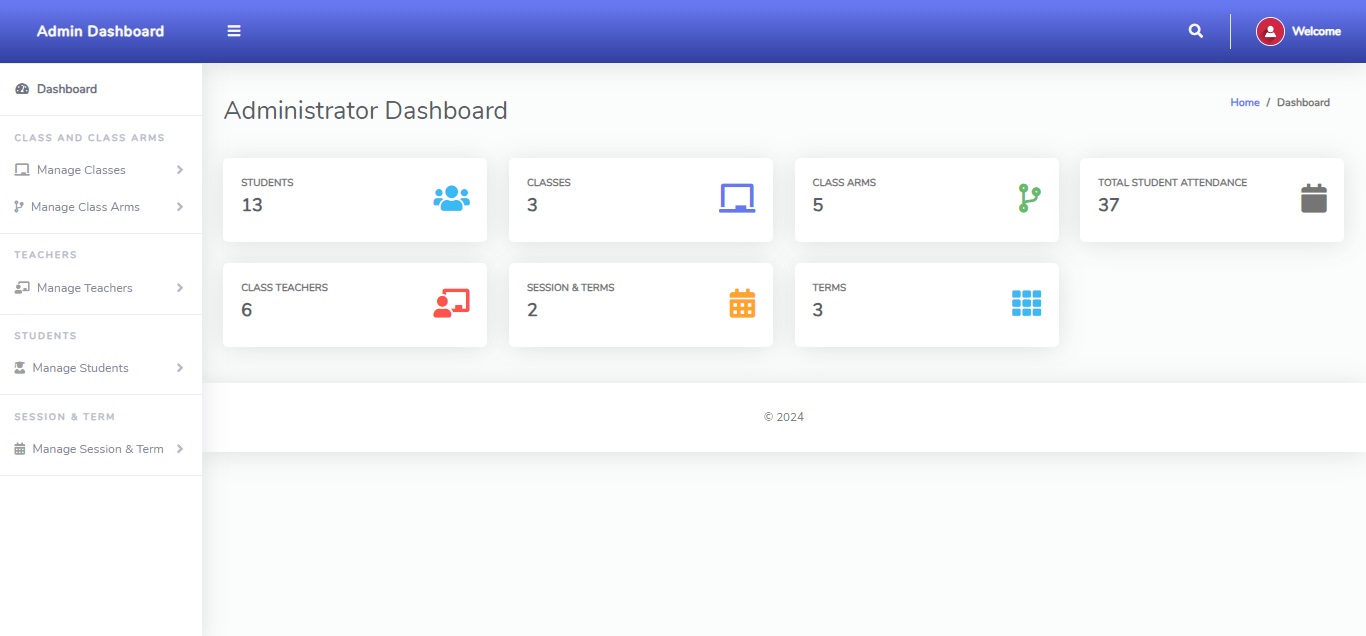 Admin Dashboard
Welcome
Dashboard
CLASS AND CLASS ARMS
Manage Classes
Manage Class Arms
TEACHERS
Manage Teachers
STUDENTS
Manage Students
SESSION & TERM
Manage Session & Term
Administrator Dashboard
Home / Dashboard
STUDENTS
13
CLASSES
3
CLASS ARMS
5
TOTAL STUDENT ATTENDANCE
37
CLASS TEACHERS
6
SESSION & TERMS
2
TERMS
3
© 2024